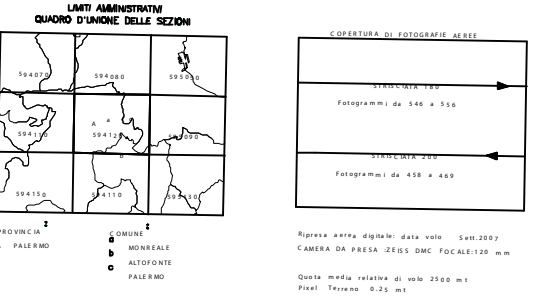 LIMITI AMMINISTRATIVI
QUADRO D'UNIONE DELLE SEZIONI
594070 594080 595050
594110 594120 595090
594150 594110 595130
A a
B
PROVINCIA
PALERMO
COMUNE
a
b MONREALE
c ALTOFONTE
PALERMO
COPERTURA DI FOTOGRAFIE AEREE
STRISCIATA 180
Fotogrammi da 546 a 556
STRISCIATA 200
Fotogrammi da 458 a 469
Ripresa aerea digitale: data volo Sett.2007
CAMERA DA PRESA :ZEISS DMC FOCALE:120 mm
Quota media relativa di volo 2500 mt
Pixel Terreno 0.25 mt